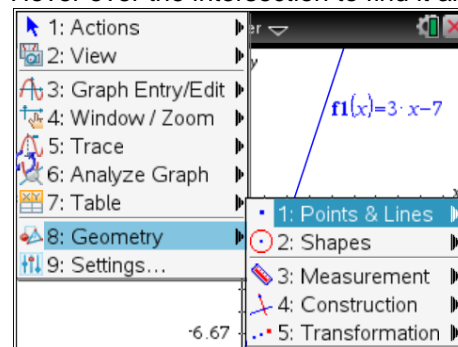 1: Actions
2: View
3: Graph Entry/Edit
4: Window / Zoom
5: Trace
6: Analyze Graph
7: Table
8: Geometry
9: Settings...
y
f1(x)=3· x−7
x
1: Points & Lines
2: Shapes
3: Measurement
4: Construction
5: Transformation
-6.67